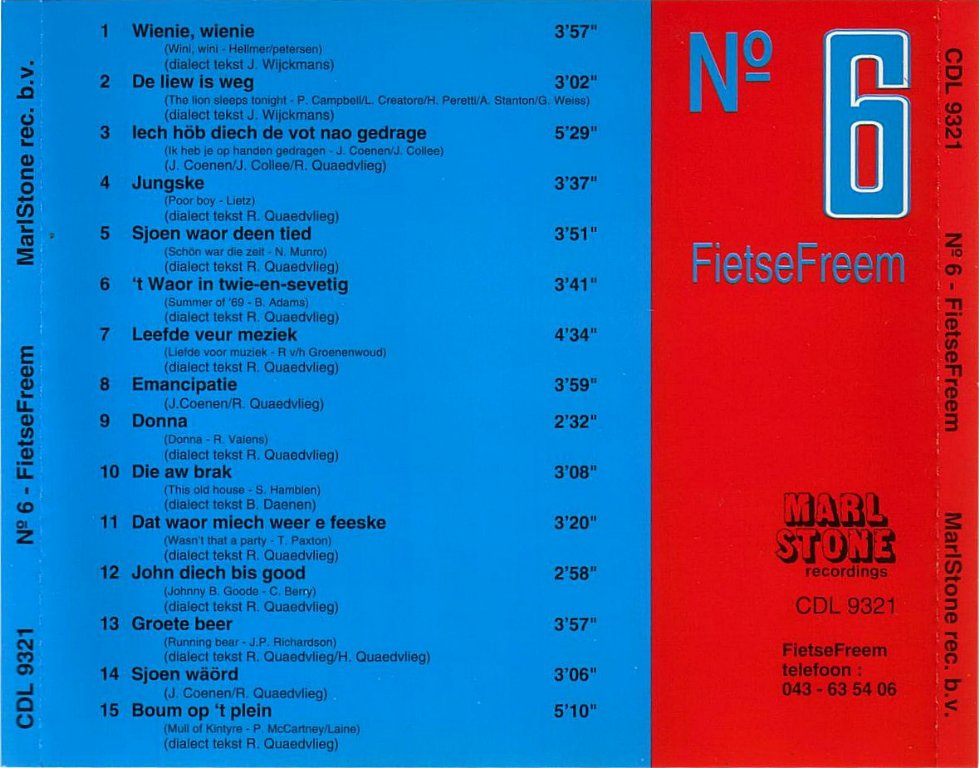 MarlStone rec. b.v.
Nº 6 - FietseFreem
CDL 9321
1 Wienie, wienie 3'57"
(Wini, wini - Hellmer/petersen)
(dialect tekst J. Wijckmans)
2 De liew is weg 3'02"
(The lion sleeps tonight - P. Campbell/L. Creatore/H. Peretti/A. Stanton/G. Weiss)
(dialect tekst J. Wijckmans)
3 Iech höb diech de vot nao gedrage 5'29"
(Ik heb je op handen gedragen - J. Coenen/J. Collee)
(J. Coenen/J. Collee/R. Quaedvlieg)
4 Jungske 3'37"
(Poor boy - Lietz)
(dialect tekst R. Quaedvlieg)
5 Sjoen waor deen tied 3'51"
(Schön war die zeit - N. Munro)
(dialect tekst R. Quaedvlieg)
6 't Waor in twie-en-sevetig 3'41"
(Summer of '69 - B. Adams)
(dialect tekst R. Quaedvlieg)
7 Leefde veur meziek 4'34"
(Liefde voor muziek - R v/h Groenenwoud)
(dialect tekst R. Quaedvlieg)
8 Emancipatie 3'59"
(J.Coenen/R. Quaedvlieg)
9 Donna 2'32"
(Donna - R. Valens)
(dialect tekst R. Quaedvlieg)
10 Die aw brak 3'08"
(This old house - S. Hamblen)
(dialect tekst B. Daenen)
11 Dat waor miech weer e feeske 3'20"
(Wasn't that a party - T. Paxton)
(dialect tekst R. Quaedvlieg)
12 John diech bis good 2'58"
(Johnny B. Goode - C. Berry)
(dialect tekst R. Quaedvlieg)
13 Groete beer 3'57"
(Running bear - J.P. Richardson)
(dialect tekst R. Quaedvlieg/H. Quaedvlieg)
14 Sjoen wäörd 3'06"
(J. Coenen/R. Quaedvlieg)
15 Boum op 't plein 5'10"
(Mull of Kintyre - P. McCartney/Laine)
(dialect tekst R. Quaedvlieg)
Nº 6
FietseFreem
MARL
STONE
recordings
CDL 9321
FietseFreem
telefoon :
043 - 63 54 06
CDL 9321
Nº 6 - FietseFreem
MarlStone rec. b.v.